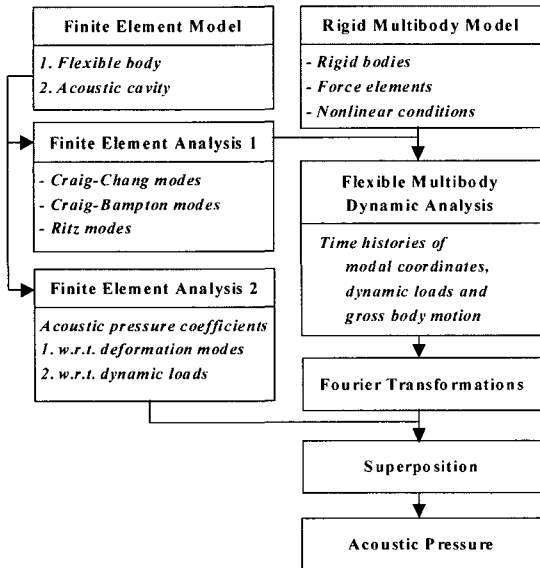 Finite Element Model
1. Flexible body
2. Acoustic cavity
Finite Element Analysis 1
- Craig-Chang modes
- Craig-Bampton modes
- Ritz modes
Finite Element Analysis 2
Acoustic pressure coefficients
1. w.r.t. deformation modes
2. w.r.t. dynamic loads
Rigid Multibody Model
- Rigid bodies
- Force elements
- Nonlinear conditions
Flexible Multibody
Dynamic Analysis
Time histories of
modal coordinates,
dynamic loads and
gross body motion
Fourier Transformations
Superposition
Acoustic Pressure